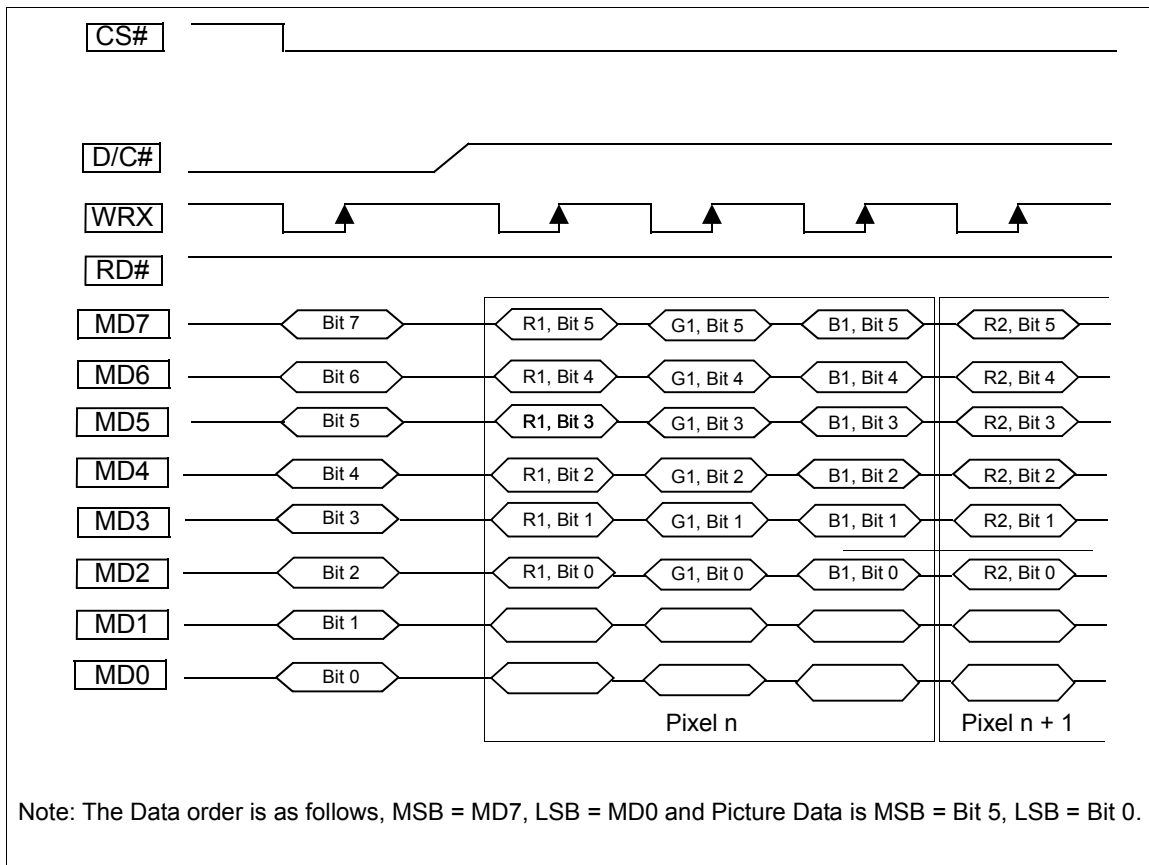 CS#
D/C#
WRX
RD#
MD7 Bit 7 R1, Bit 5 G1, Bit 5 B1, Bit 5 R2, Bit 5
MD6 Bit 6 R1, Bit 4 G1, Bit 4 B1, Bit 4 R2, Bit 4
MD5 Bit 5 R1, Bit 3 G1, Bit 3 B1, Bit 3 R2, Bit 3
MD4 Bit 4 R1, Bit 2 G1, Bit 2 B1, Bit 2 R2, Bit 2
MD3 Bit 3 R1, Bit 1 G1, Bit 1 B1, Bit 1 R2, Bit 1
MD2 Bit 2 R1, Bit 0 G1, Bit 0 B1, Bit 0 R2, Bit 0
MD1 Bit 1
MD0 Bit 0
Pixel n Pixel n + 1
Note: The Data order is as follows, MSB = MD7, LSB = MD0 and Picture Data is MSB = Bit 5, LSB = Bit 0.